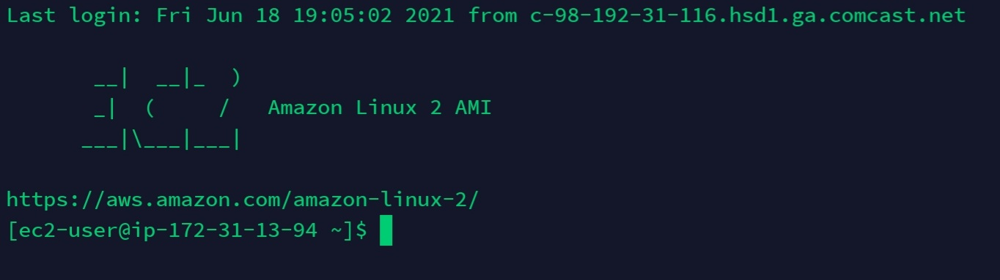 Last login: Fri Jun 18 19:05:02 2021 from c-98-192-31-116.hsd1.ga.comcast.net

       __|  __|_  )
       _|  (     /   Amazon Linux 2 AMI
      ___|\___|___|

https://aws.amazon.com/amazon-linux-2/
[ec2-user@ip-172-31-13-94 ~]$